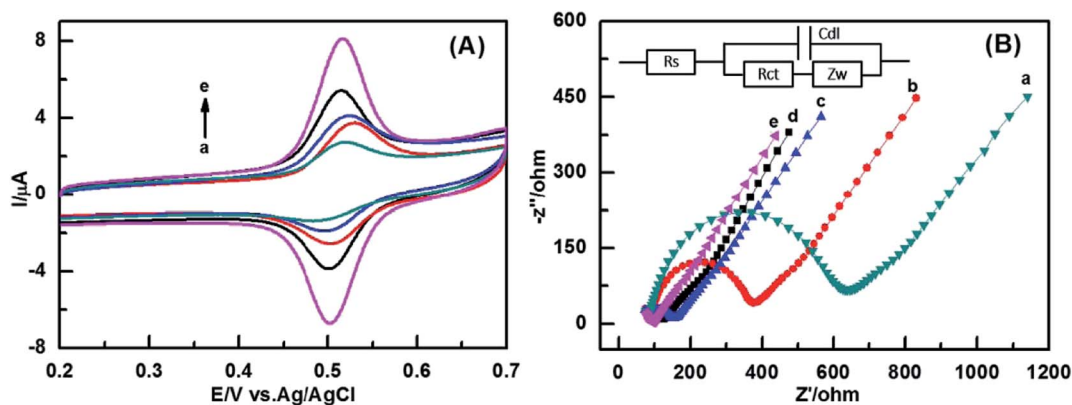 (A)
8
4
0
-4
-8
I/μA
e
a
0.2 0.3 0.4 0.5 0.6 0.7
E/V vs.Ag/AgCl
(B)
600
450
300
150
0
-z''/ohm
Cdl
Rs
Rct Zw
e d c b a
0 200 400 600 800 1000 1200
Z'/ohm